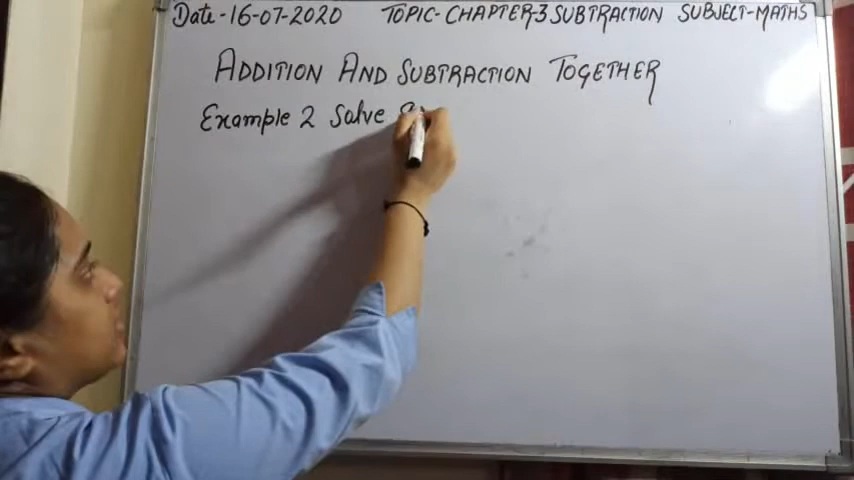 Date-16-07-2020 TOPIC-CHAPTER-3 SUBTRACTION SUBJECT-MATHS
ADDITION AND SUBTRACTION TOGETHER
Example 2 Solve